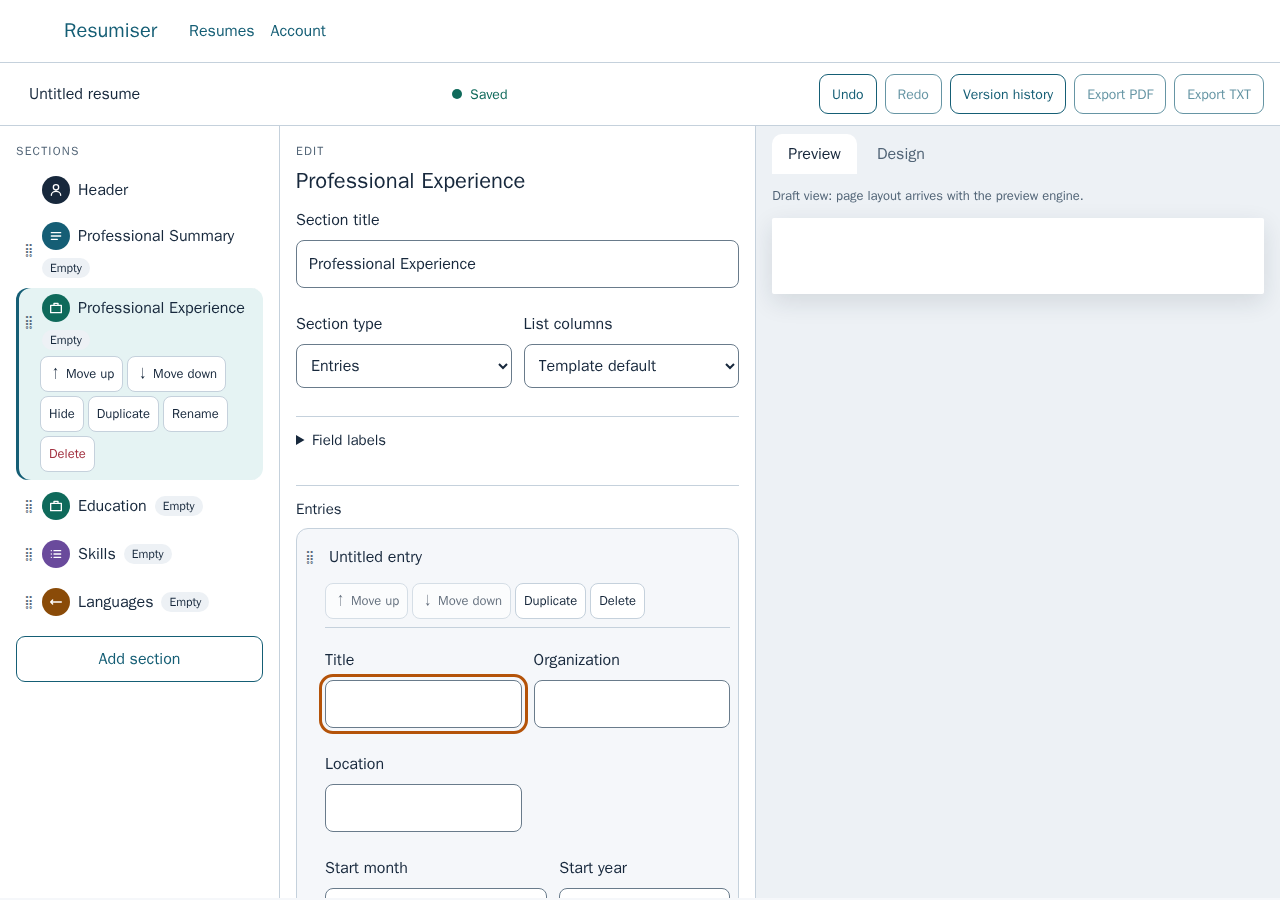 Resumiser Resumes Account
Untitled resume Saved Undo Redo Version history Export PDF Export TXT
SECTIONS
Header
Professional Summary
Empty
Professional Experience
Empty
↑ Move up ↓ Move down
Hide Duplicate Rename
Delete
Education Empty
Skills Empty
Languages Empty
Add section
EDIT
Professional Experience
Section title
Professional Experience
Section type List columns
Entries Template default
Field labels
Entries
Untitled entry
↑ Move up ↓ Move down Duplicate Delete
Title Organization
Location
Start month Start year
Preview Design
Draft view: page layout arrives with the preview engine.